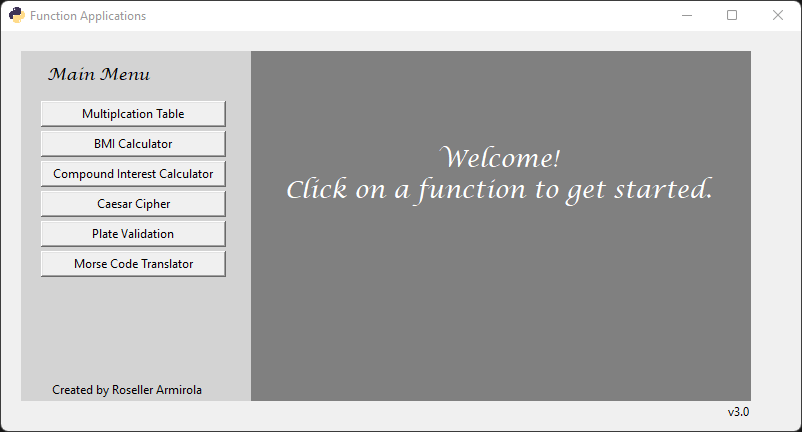 Function Applications
Main Menu
Multiplcation Table
BMI Calculator
Compound Interest Calculator
Caesar Cipher
Plate Validation
Morse Code Translator
Created by Roseller Armirola
Welcome!
Click on a function to get started.
v3.0